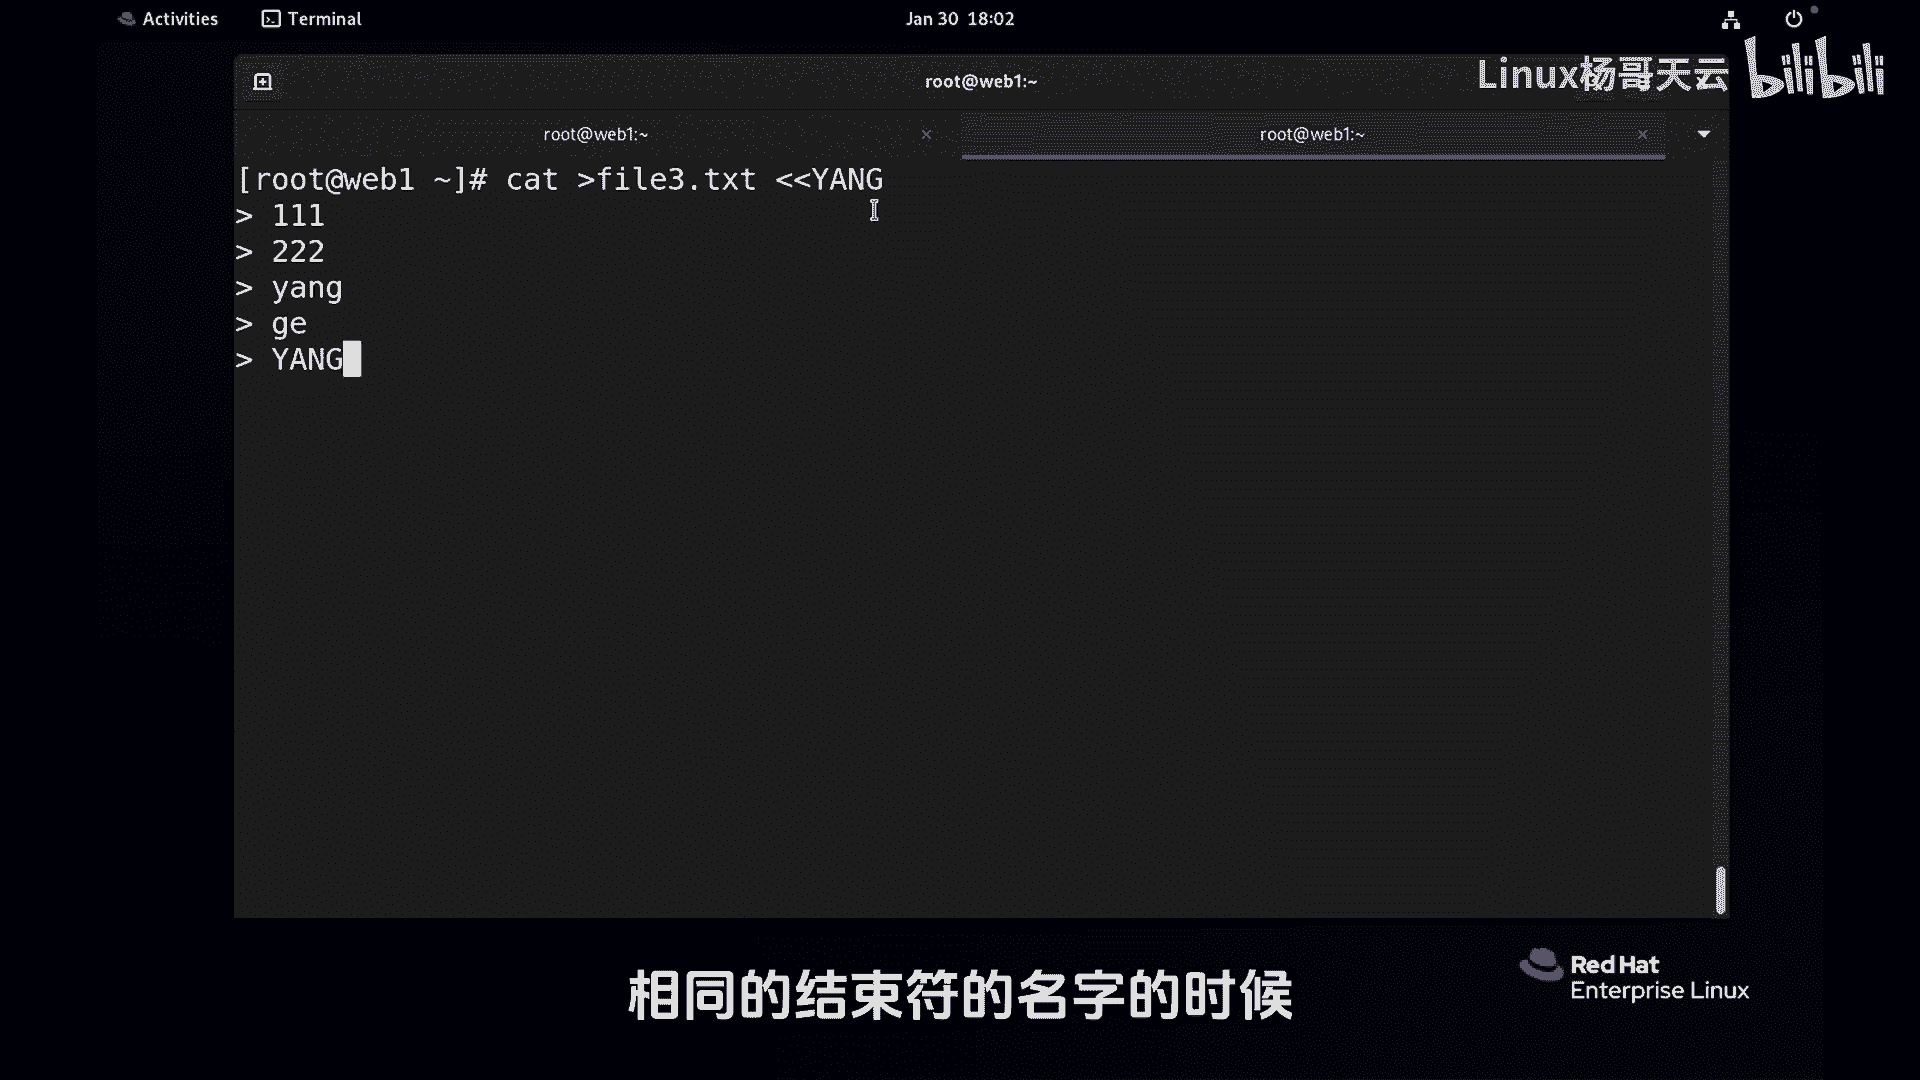 Activities
Terminal
Jan 30 18:02
root@web1:~
Linux杨哥天云 bilibili
root@web1:~
root@web1:~
[root@web1 ~]# cat >file3.txt <<YANG
> 111
> 222
> yang
> ge
> YANG
相同的结束符的名字的时候
Red Hat
Enterprise Linux